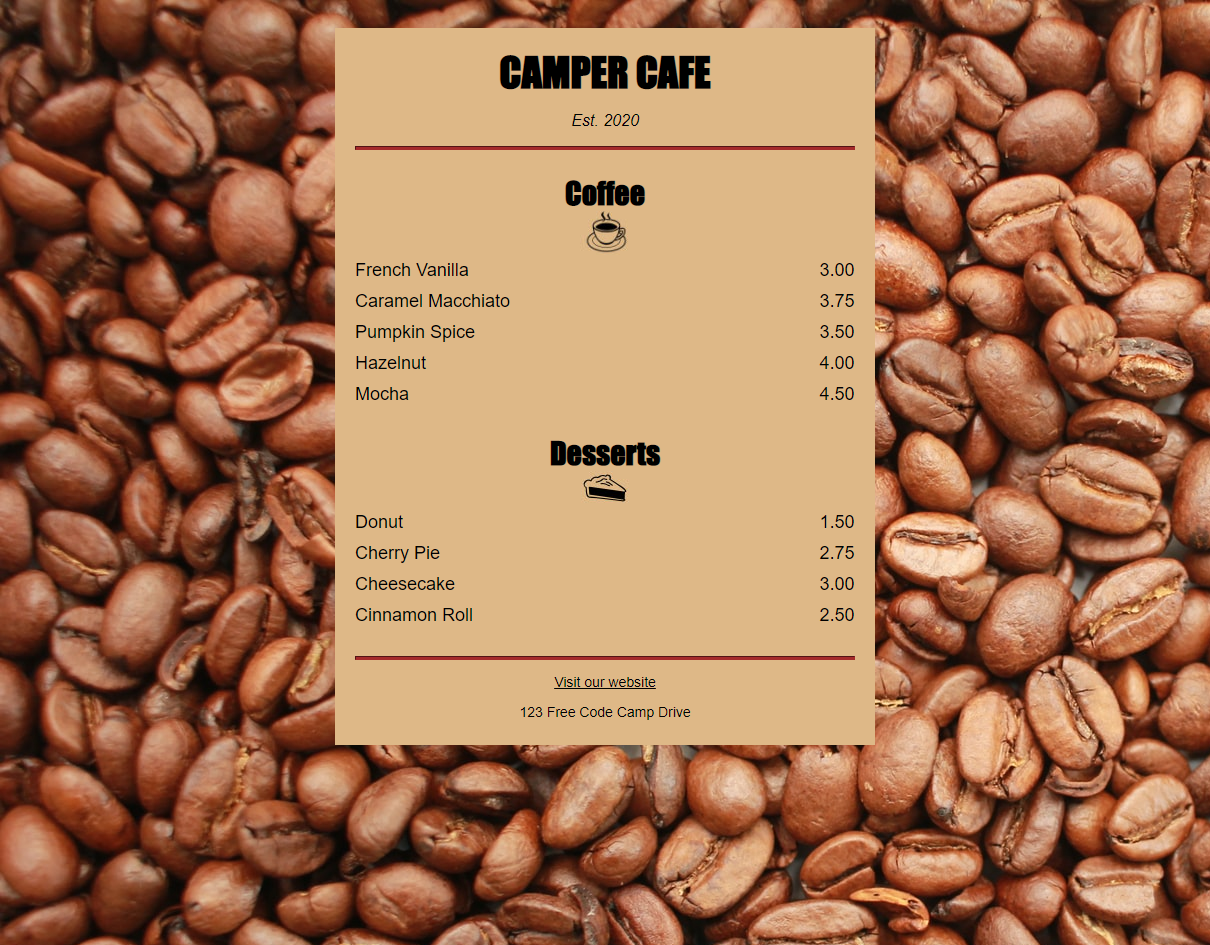 CAMPER CAFE
Est. 2020
Coffee
French Vanilla 3.00
Caramel Macchiato 3.75
Pumpkin Spice 3.50
Hazelnut 4.00
Mocha 4.50
Desserts
Donut 1.50
Cherry Pie 2.75
Cheesecake 3.00
Cinnamon Roll 2.50
Visit our website
123 Free Code Camp Drive